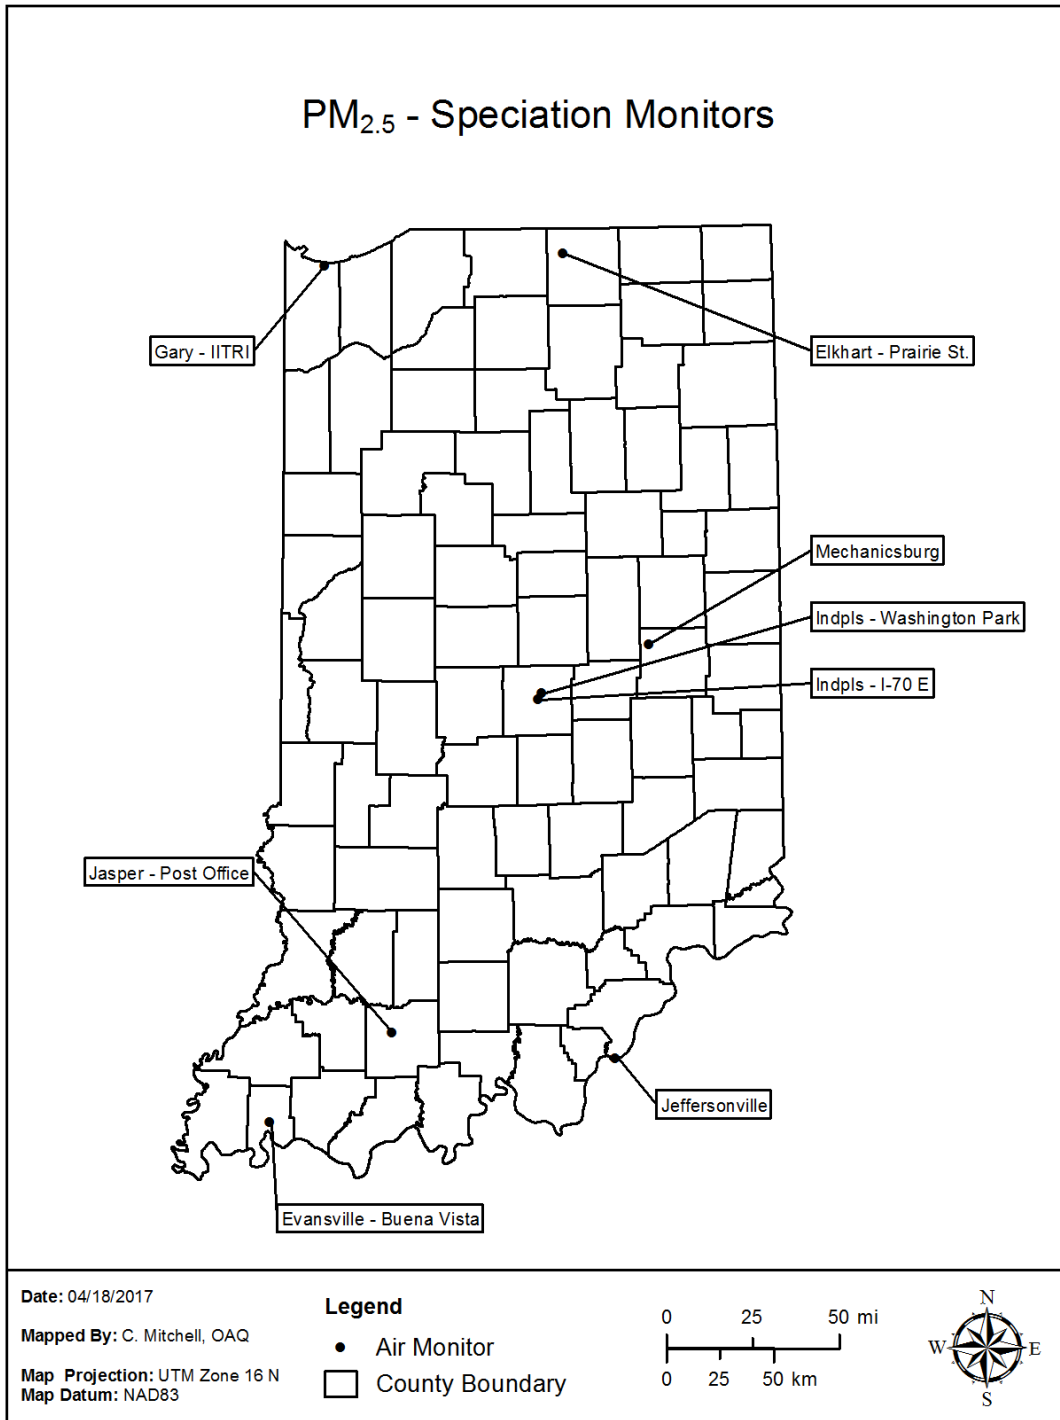 PM2.5 - Speciation Monitors
Gary - IITRI
Elkhart - Prairie St.
Mechanicsburg
Indpls - Washington Park
Indpls - I-70 E
Jasper - Post Office
Jeffersonville
Evansville - Buena Vista
Date: 04/18/2017
Mapped By: C. Mitchell, OAQ
Map Projection: UTM Zone 16 N
Map Datum: NAD83
Legend
Air Monitor
County Boundary
0 25 50 mi
0 25 50 km
N
W E
S